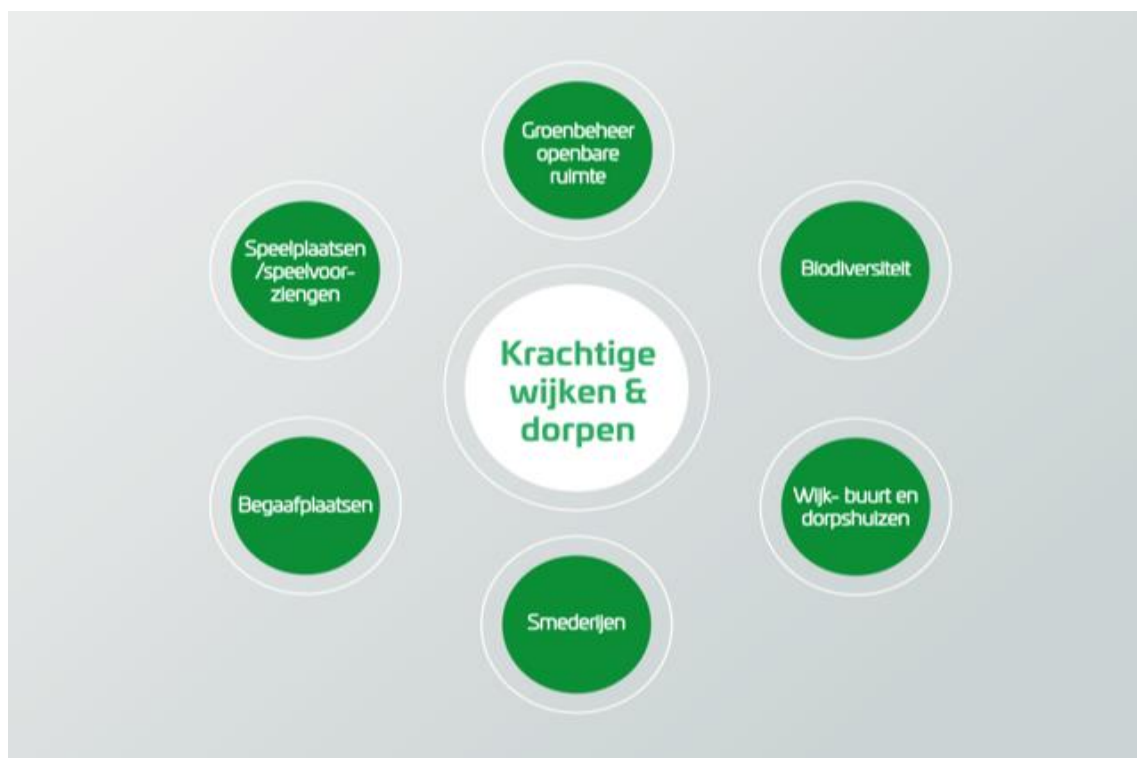 Groenbeheer
openbare
ruimte
Speelplaatsen
/speelvoor-
ziengen
Biodiversiteit
Krachtige
wijken &
dorpen
Begaafplaatsen
Wijk- buurt en
dorpshuizen
Smederijen